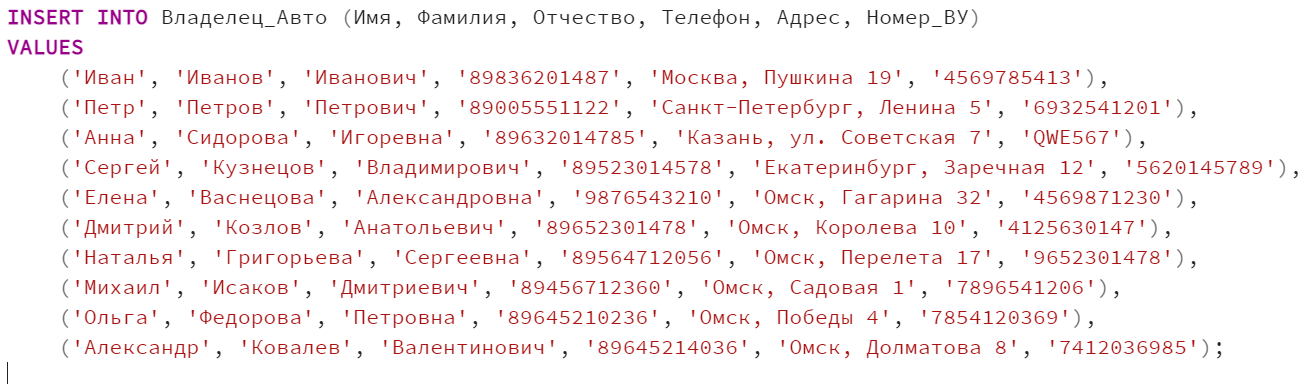 INSERT INTO Владелец_Авто (Имя, Фамилия, Отчество, Телефон, Адрес, Номер_ВУ)
VALUES
('Иван', 'Иванов', 'Иванович', '89836201487', 'Москва, Пушкина 19', '4569785413'),
('Петр', 'Петров', 'Петрович', '89005551122', 'Санкт-Петербург, Ленина 5', '6932541201'),
('Анна', 'Сидорова', 'Игоревна', '89632014785', 'Казань, ул. Советская 7', 'QWE567'),
('Сергей', 'Кузнецов', 'Владимирович', '89523014578', 'Екатеринбург, Заречная 12', '5620145789'),
('Елена', 'Васнецова', 'Александровна', '9876543210', 'Омск, Гагарина 32', '4569871230'),
('Дмитрий', 'Козлов', 'Анатольевич', '89652301478', 'Омск, Королева 10', '4125630147'),
('Наталья', 'Григорьева', 'Сергеевна', '89564712056', 'Омск, Перелета 17', '9652301478'),
('Михаил', 'Исаков', 'Дмитриевич', '89456712360', 'Омск, Садовая 1', '7896541206'),
('Ольга', 'Федорова', 'Петровна', '89645210236', 'Омск, Победы 4', '7854120369'),
('Александр', 'Ковалев', 'Валентинович', '89645214036', 'Омск, Долматова 8', '7412036985');